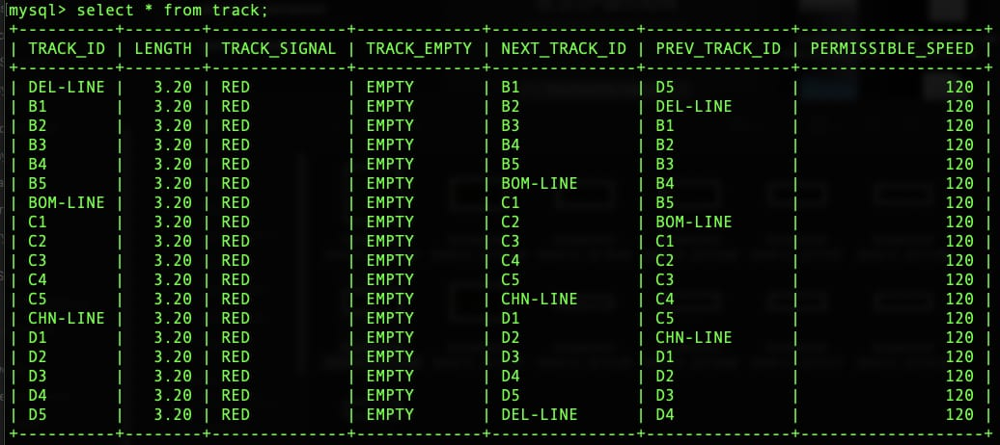 mysql> select * from track;
+----------+--------+--------------+-------------+---------------+---------------+-------------------+
| TRACK_ID | LENGTH | TRACK_SIGNAL | TRACK_EMPTY | NEXT_TRACK_ID | PREV_TRACK_ID | PERMISSIBLE_SPEED |
+----------+--------+--------------+-------------+---------------+---------------+-------------------+
| DEL-LINE |   3.20 | RED          | EMPTY       | B1            | D5            |               120 |
| B1       |   3.20 | RED          | EMPTY       | B2            | DEL-LINE      |               120 |
| B2       |   3.20 | RED          | EMPTY       | B3            | B1            |               120 |
| B3       |   3.20 | RED          | EMPTY       | B4            | B2            |               120 |
| B4       |   3.20 | RED          | EMPTY       | B5            | B3            |               120 |
| B5       |   3.20 | RED          | EMPTY       | BOM-LINE      | B4            |               120 |
| BOM-LINE |   3.20 | RED          | EMPTY       | C1            | B5            |               120 |
| C1       |   3.20 | RED          | EMPTY       | C2            | BOM-LINE      |               120 |
| C2       |   3.20 | RED          | EMPTY       | C3            | C1            |               120 |
| C3       |   3.20 | RED          | EMPTY       | C4            | C2            |               120 |
| C4       |   3.20 | RED          | EMPTY       | C5            | C3            |               120 |
| C5       |   3.20 | RED          | EMPTY       | CHN-LINE      | C4            |               120 |
| CHN-LINE |   3.20 | RED          | EMPTY       | D1            | C5            |               120 |
| D1       |   3.20 | RED          | EMPTY       | D2            | CHN-LINE      |               120 |
| D2       |   3.20 | RED          | EMPTY       | D3            | D1            |               120 |
| D3       |   3.20 | RED          | EMPTY       | D4            | D2            |               120 |
| D4       |   3.20 | RED          | EMPTY       | D5            | D3            |               120 |
| D5       |   3.20 | RED          | EMPTY       | DEL-LINE      | D4            |               120 |
+----------+--------+--------------+-------------+---------------+---------------+-------------------+